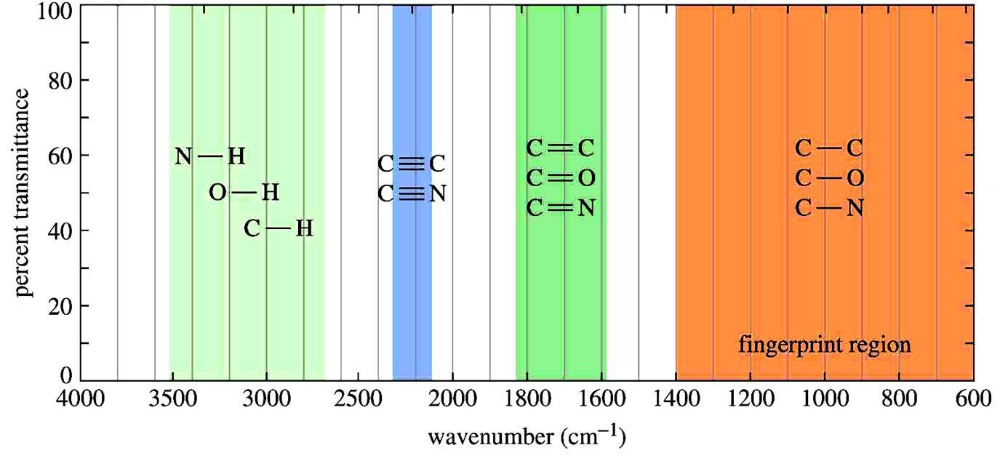 100
80
60
40
20
0
percent transmittance
N—H
O—H
C—H
C≡C
C≡N
C=C
C=O
C=N
C—C
C—O
C—N
fingerprint region
4000 3500 3000 2500 2000 1800 1600 1400 1200 1000 800 600
wavenumber (cm⁻¹)